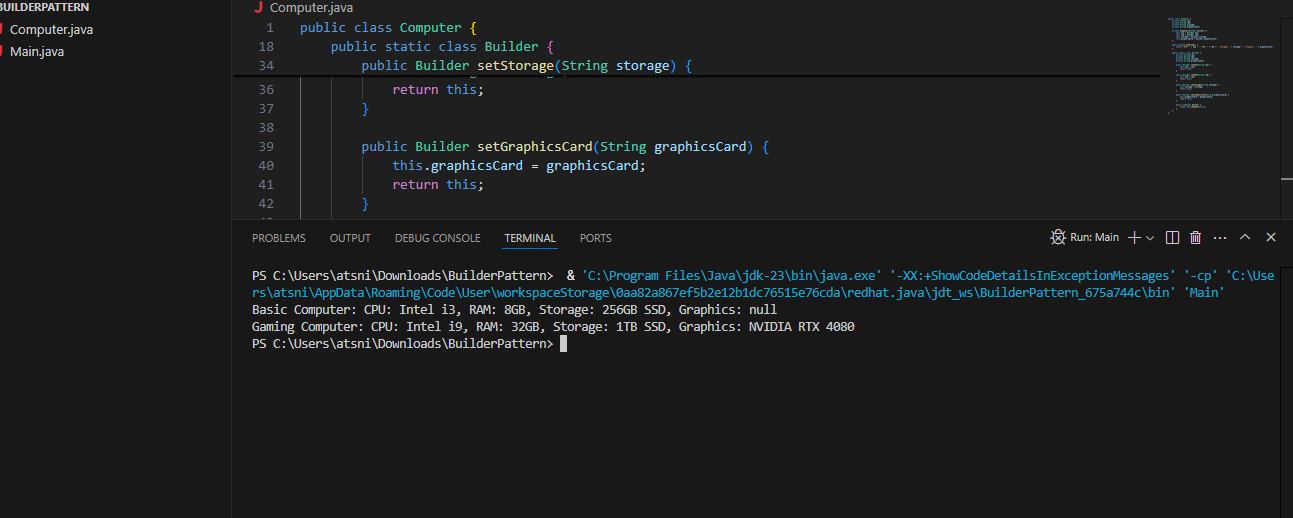 BUILDERPATTERN
Computer.java
Main.java
Computer.java
1 public class Computer {
18 public static class Builder {
34 public Builder setStorage(String storage) {
36 return this;
37 }
38
39 public Builder setGraphicsCard(String graphicsCard) {
40 this.graphicsCard = graphicsCard;
41 return this;
42 }
PROBLEMS OUTPUT DEBUG CONSOLE TERMINAL PORTS Run: Main
PS C:\Users\atsni\Downloads\BuilderPattern>  & 'C:\Program Files\Java\jdk-23\bin\java.exe' '-XX:+ShowCodeDetailsInExceptionMessages' '-cp' 'C:\Use
rs\atsni\AppData\Roaming\Code\User\workspaceStorage\0aa82a867ef5b2e12b1dc76515e76cda\redhat.java\jdt_ws\BuilderPattern_675a744c\bin' 'Main'
Basic Computer: CPU: Intel i3, RAM: 8GB, Storage: 256GB SSD, Graphics: null
Gaming Computer: CPU: Intel i9, RAM: 32GB, Storage: 1TB SSD, Graphics: NVIDIA RTX 4080
PS C:\Users\atsni\Downloads\BuilderPattern>